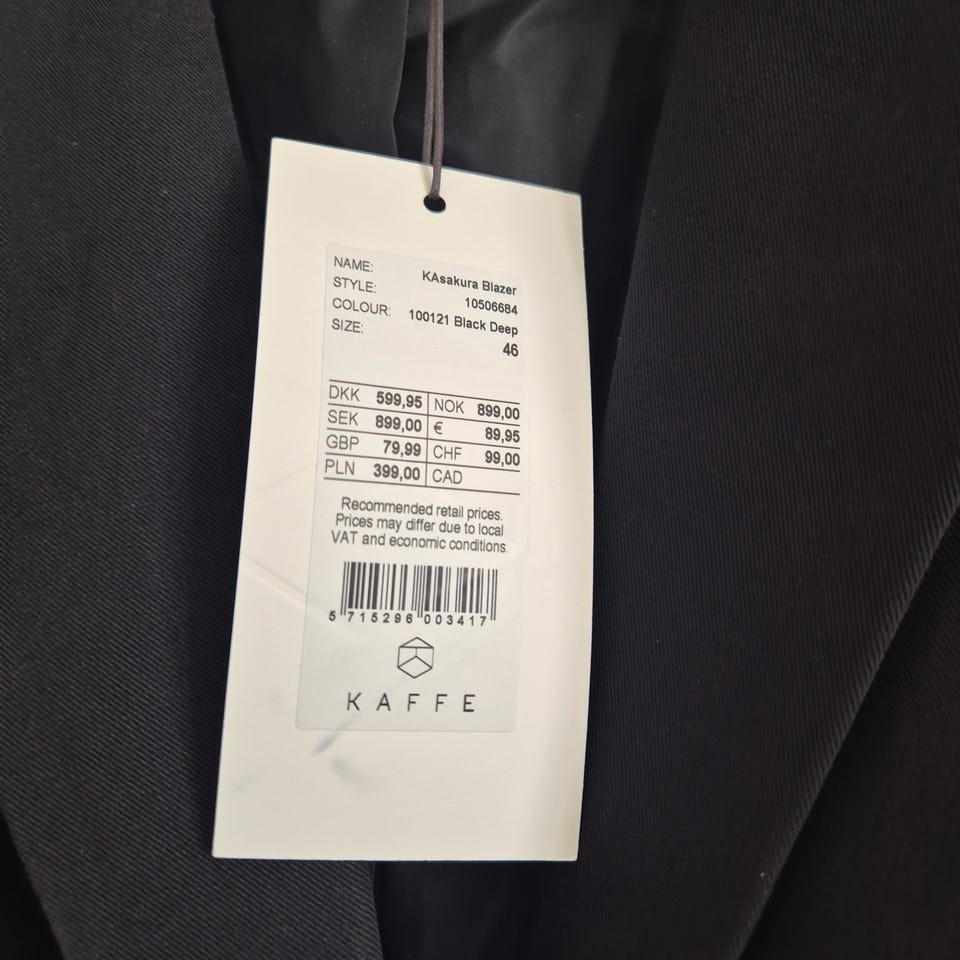 NAME: KAsakura Blazer
STYLE: 10506684
COLOUR: 100121 Black Deep
SIZE: 46
DKK 599,95 NOK 899,00
SEK 899,00 € 89,95
GBP 79,99 CHF 99,00
PLN 399,00 CAD
Recommended retail prices.
Prices may differ due to local
VAT and economic conditions.
5 715296 003417
KAFFE